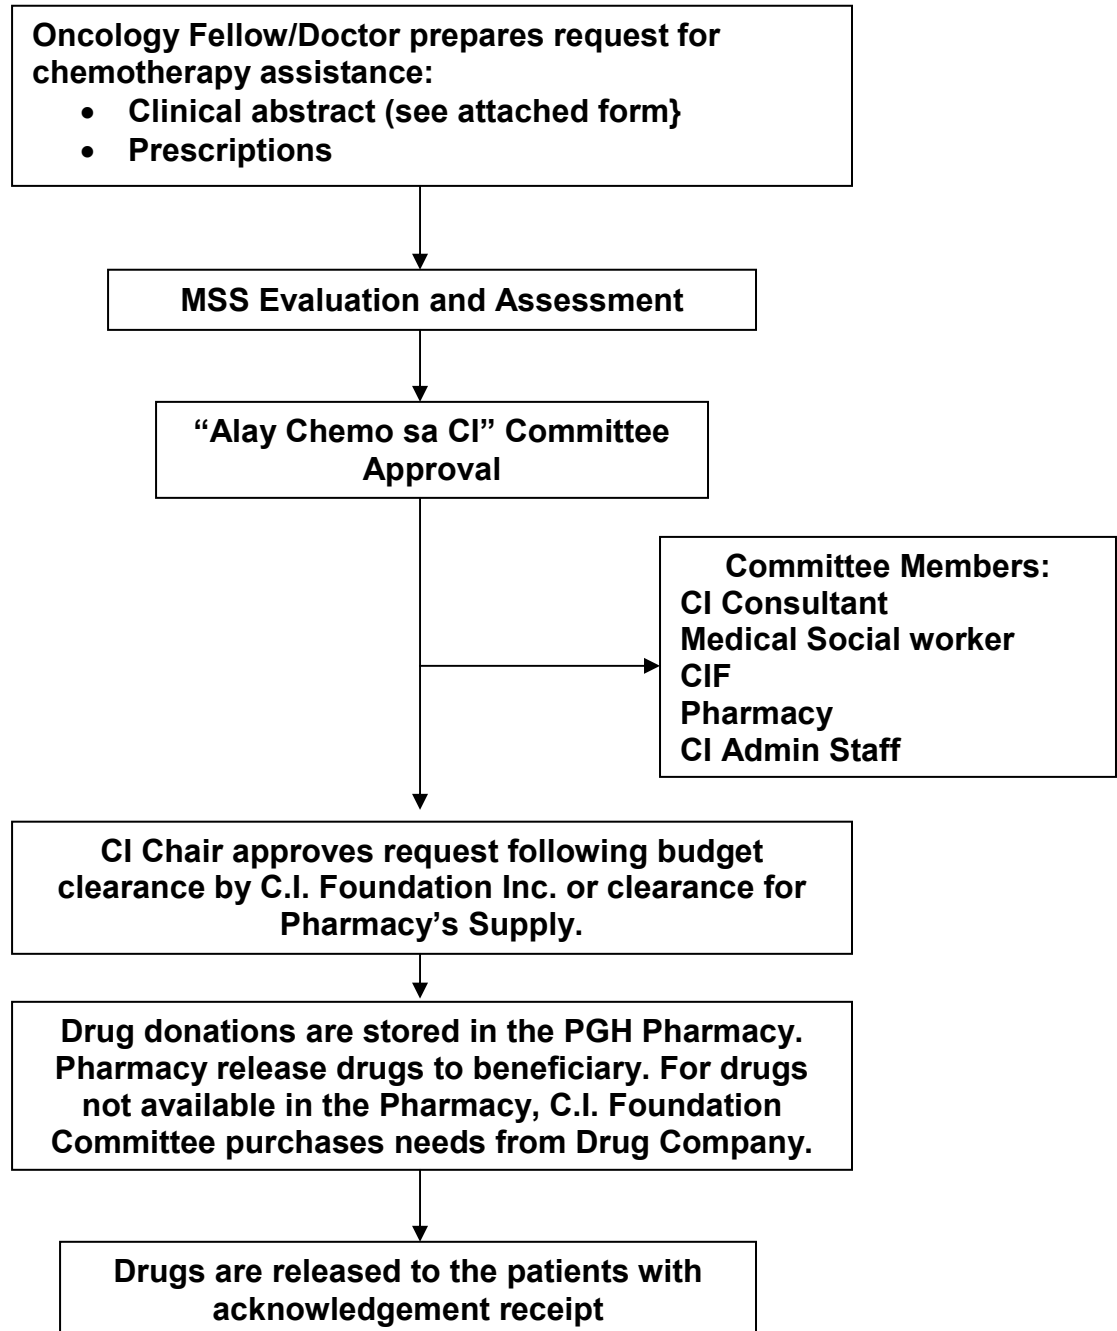 Oncology Fellow/Doctor prepares request for
chemotherapy assistance:
• Clinical abstract (see attached form}
• Prescriptions
MSS Evaluation and Assessment
“Alay Chemo sa CI” Committee
Approval
Committee Members:
CI Consultant
Medical Social worker
CIF
Pharmacy
CI Admin Staff
CI Chair approves request following budget
clearance by C.I. Foundation Inc. or clearance for
Pharmacy’s Supply.
Drug donations are stored in the PGH Pharmacy.
Pharmacy release drugs to beneficiary. For drugs
not available in the Pharmacy, C.I. Foundation
Committee purchases needs from Drug Company.
Drugs are released to the patients with
acknowledgement receipt